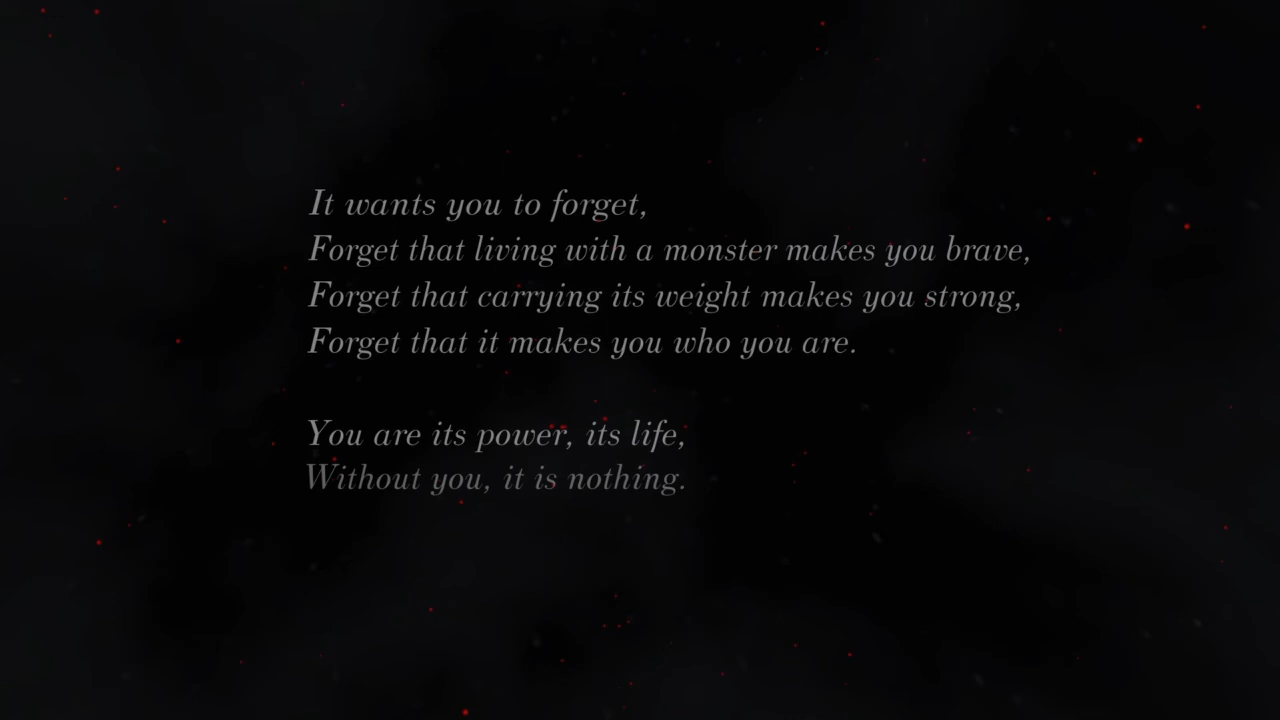 It wants you to forget,
Forget that living with a monster makes you brave,
Forget that carrying its weight makes you strong,
Forget that it makes you who you are.
You are its power, its life,
Without you, it is nothing.